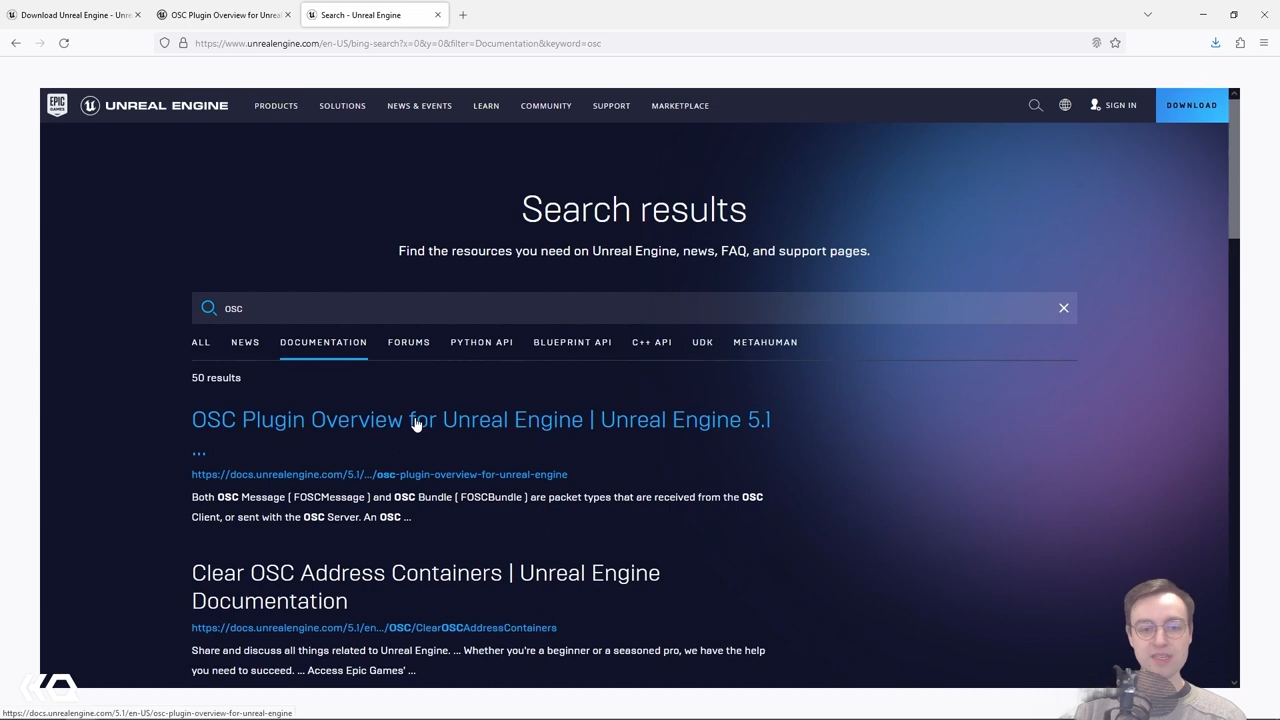 Download Unreal Engine - Unre
OSC Plugin Overview for Unrea
Search - Unreal Engine
https://www.unrealengine.com/en-US/bing-search?x=0&y=0&filter=Documentation&keyword=osc
EPIC GAMES
UNREAL ENGINE
PRODUCTS
SOLUTIONS
NEWS & EVENTS
LEARN
COMMUNITY
SUPPORT
MARKETPLACE
SIGN IN
DOWNLOAD
Search results
Find the resources you need on Unreal Engine, news, FAQ, and support pages.
osc
ALL
NEWS
DOCUMENTATION
FORUMS
PYTHON API
BLUEPRINT API
C++ API
UDK
METAHUMAN
50 results
OSC Plugin Overview for Unreal Engine | Unreal Engine 5.1
...
https://docs.unrealengine.com/5.1/.../osc-plugin-overview-for-unreal-engine
Both OSC Message ( FOSCMessage ) and OSC Bundle ( FOSCBundle ) are packet types that are received from the OSC
Client, or sent with the OSC Server. An OSC ...
Clear OSC Address Containers | Unreal Engine
Documentation
https://docs.unrealengine.com/5.1/en.../OSC/ClearOSCAddressContainers
Share and discuss all things related to Unreal Engine. ... Whether you're a beginner or a seasoned pro, we have the help
you need to succeed. ... Access Epic Games' ...
https://docs.unrealengine.com/5.1/en-US/osc-plugin-overview-for-unreal-engine